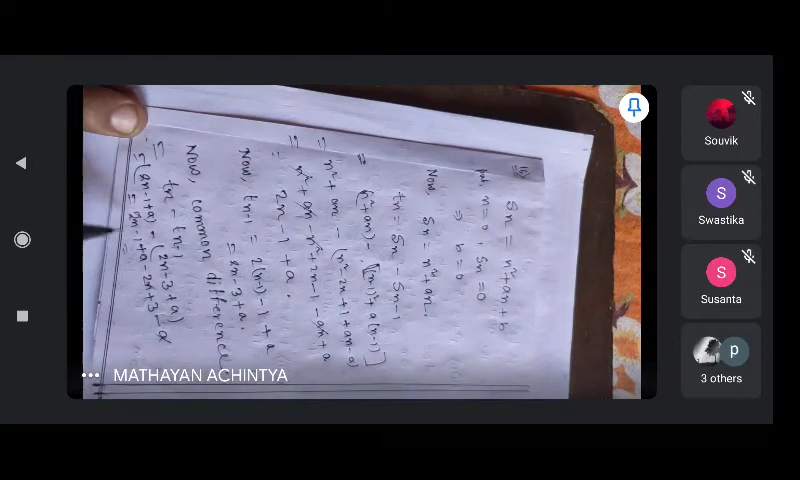 (10)
Sn = n²+an+b
put n=0, Sn=0
⇒ b=0
Now, Sn = n²+an.
tn = Sn - Sn-1
= (n²+an) - [(n-1)²+a(n-1)]
= n²+an - (n²-2n+1+an-a)
= n²+an-n²+2n-1-an+a
= 2n-1+a.
Now, tn-1 = 2(n-1)-1+a
= 2n-3+a.
Now, common difference
= tn - tn-1
= (2n-1+a) - (2n-3+a)
= 2n-1+a-2n+3-a
=
MATHAYAN ACHINTYA
Souvik
S
Swastika
S
Susanta
p
3 others